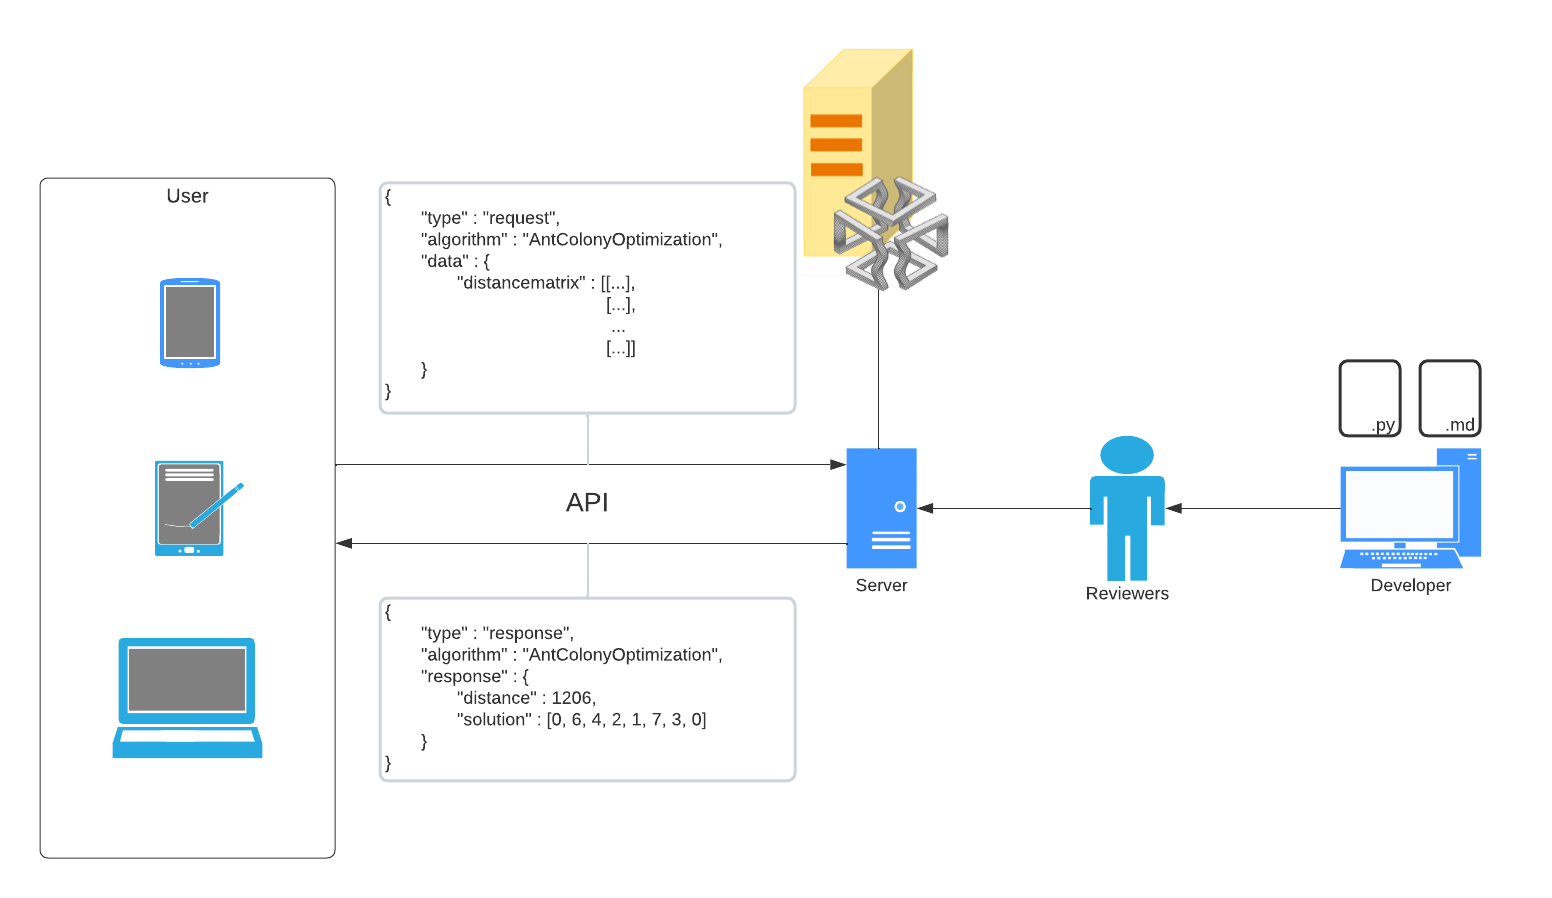 User
{
"type" : "request",
"algorithm" : "AntColonyOptimization",
"data" : {
"distancematrix" : [[...],
[...],
...
[...]]
}
}
API
{
"type" : "response",
"algorithm" : "AntColonyOptimization",
"response" : {
"distance" : 1206,
"solution" : [0, 6, 4, 2, 1, 7, 3, 0]
}
}
Server
Reviewers
.py
.md
Developer